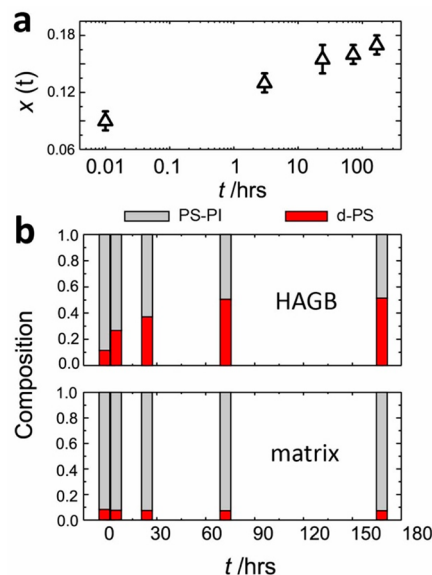 a
0.18
0.12
0.06
x (t)
0.01 0.1 1 10 100
t /hrs
PS-PI d-PS
b
1.0
0.8
0.6
0.4
0.2
0.0
HAGB
Composition
1.0
0.8
0.6
0.4
0.2
0.0
matrix
0 30 60 90 120 150 180
t /hrs